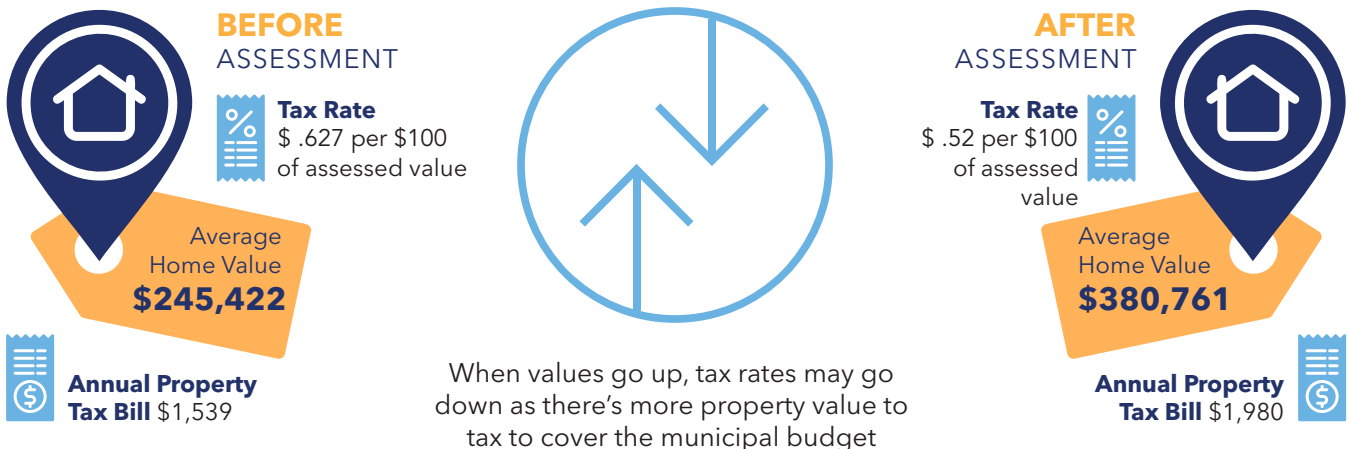 BEFORE
ASSESSMENT
%
Tax Rate
$ .627 per $100
of assessed value
Average
Home Value
$245,422
$
Annual Property
Tax Bill $1,539
When values go up, tax rates may go
down as there’s more property value to
tax to cover the municipal budget
AFTER
ASSESSMENT
Tax Rate
%
$ .52 per $100
of assessed
value
Average
Home Value
$380,761
Annual Property
Tax Bill $1,980
$